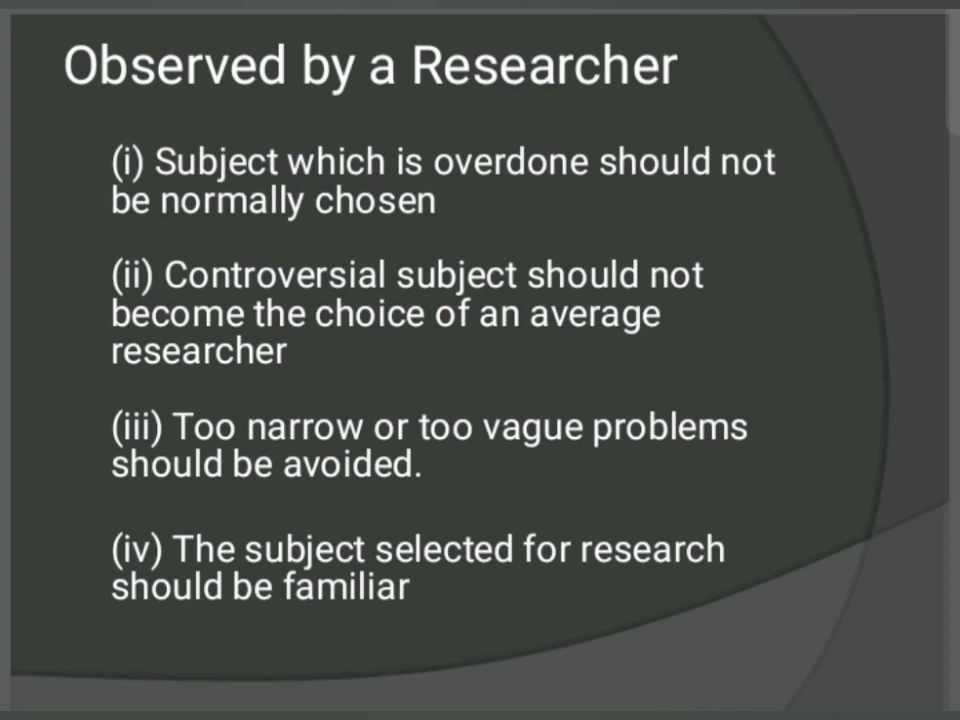 Observed by a Researcher
(i) Subject which is overdone should not
be normally chosen
(ii) Controversial subject should not
become the choice of an average
researcher
(iii) Too narrow or too vague problems
should be avoided.
(iv) The subject selected for research
should be familiar